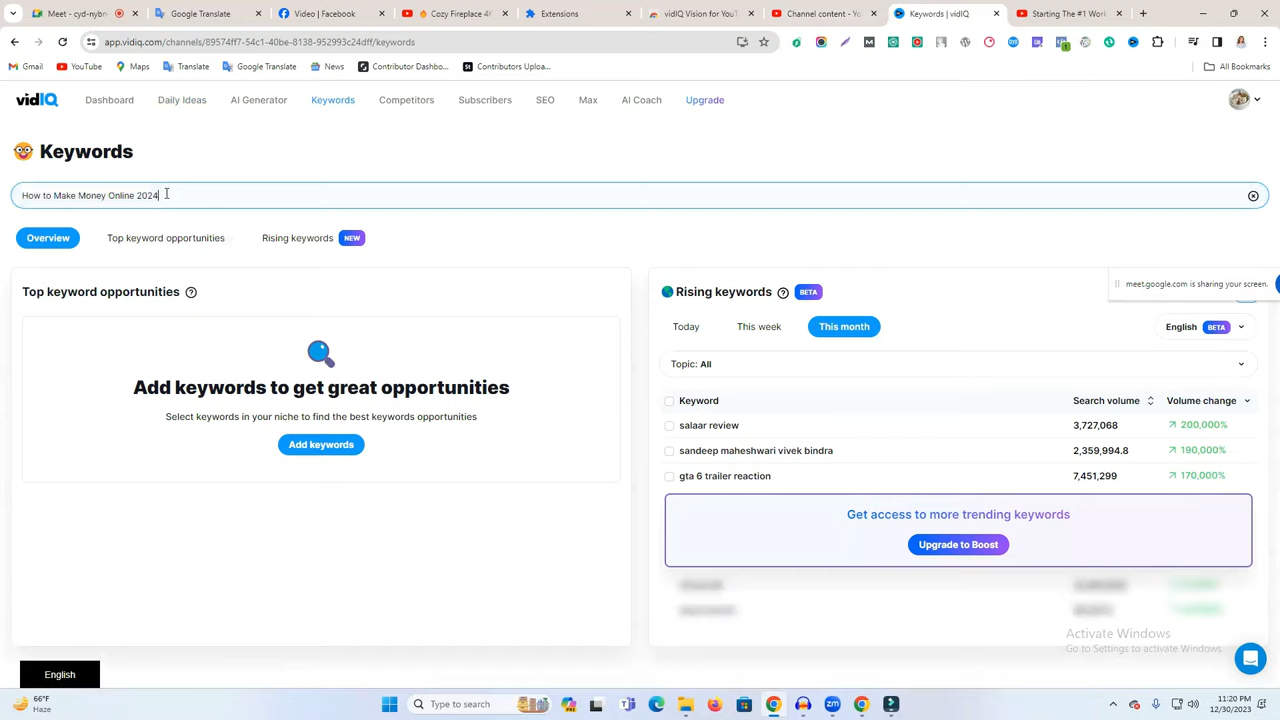 Meet - cyd-nybr
Google Translate
Video | Facebook
Cozy Fireplace 4K
Extensions
vidIQ Vision for You
Channel content - Yo
Keywords | vidIQ
Starting The #1 Wor
app.vidiq.com/channels/89574ff7-54c1-40be-8138-952993c24dff/keywords
Gmail
YouTube
Maps
Translate
Google Translate
News
Contributor Dashbo...
Contributors Uploa...
All Bookmarks
vidIQ
Dashboard
Daily Ideas
AI Generator
Keywords
Competitors
Subscribers
SEO
Max
AI Coach
Upgrade
Keywords
How to Make Money Online 2024
Overview
Top keyword opportunities
Rising keywords NEW
Top keyword opportunities
Add keywords to get great opportunities
Select keywords in your niche to find the best keywords opportunities
Add keywords
Rising keywords BETA
meet.google.com is sharing your screen.
Today
This week
This month
English BETA
Topic: All
Keyword
Search volume
Volume change
salaar review
3,727,068
200,000%
sandeep maheshwari vivek bindra
2,359,994.8
190,000%
gta 6 trailer reaction
7,451,299
170,000%
Get access to more trending keywords
Upgrade to Boost
Activate Windows
Go to Settings to activate Windows.
English
66°F
Haze
Type to search
11:20 PM
12/30/2023